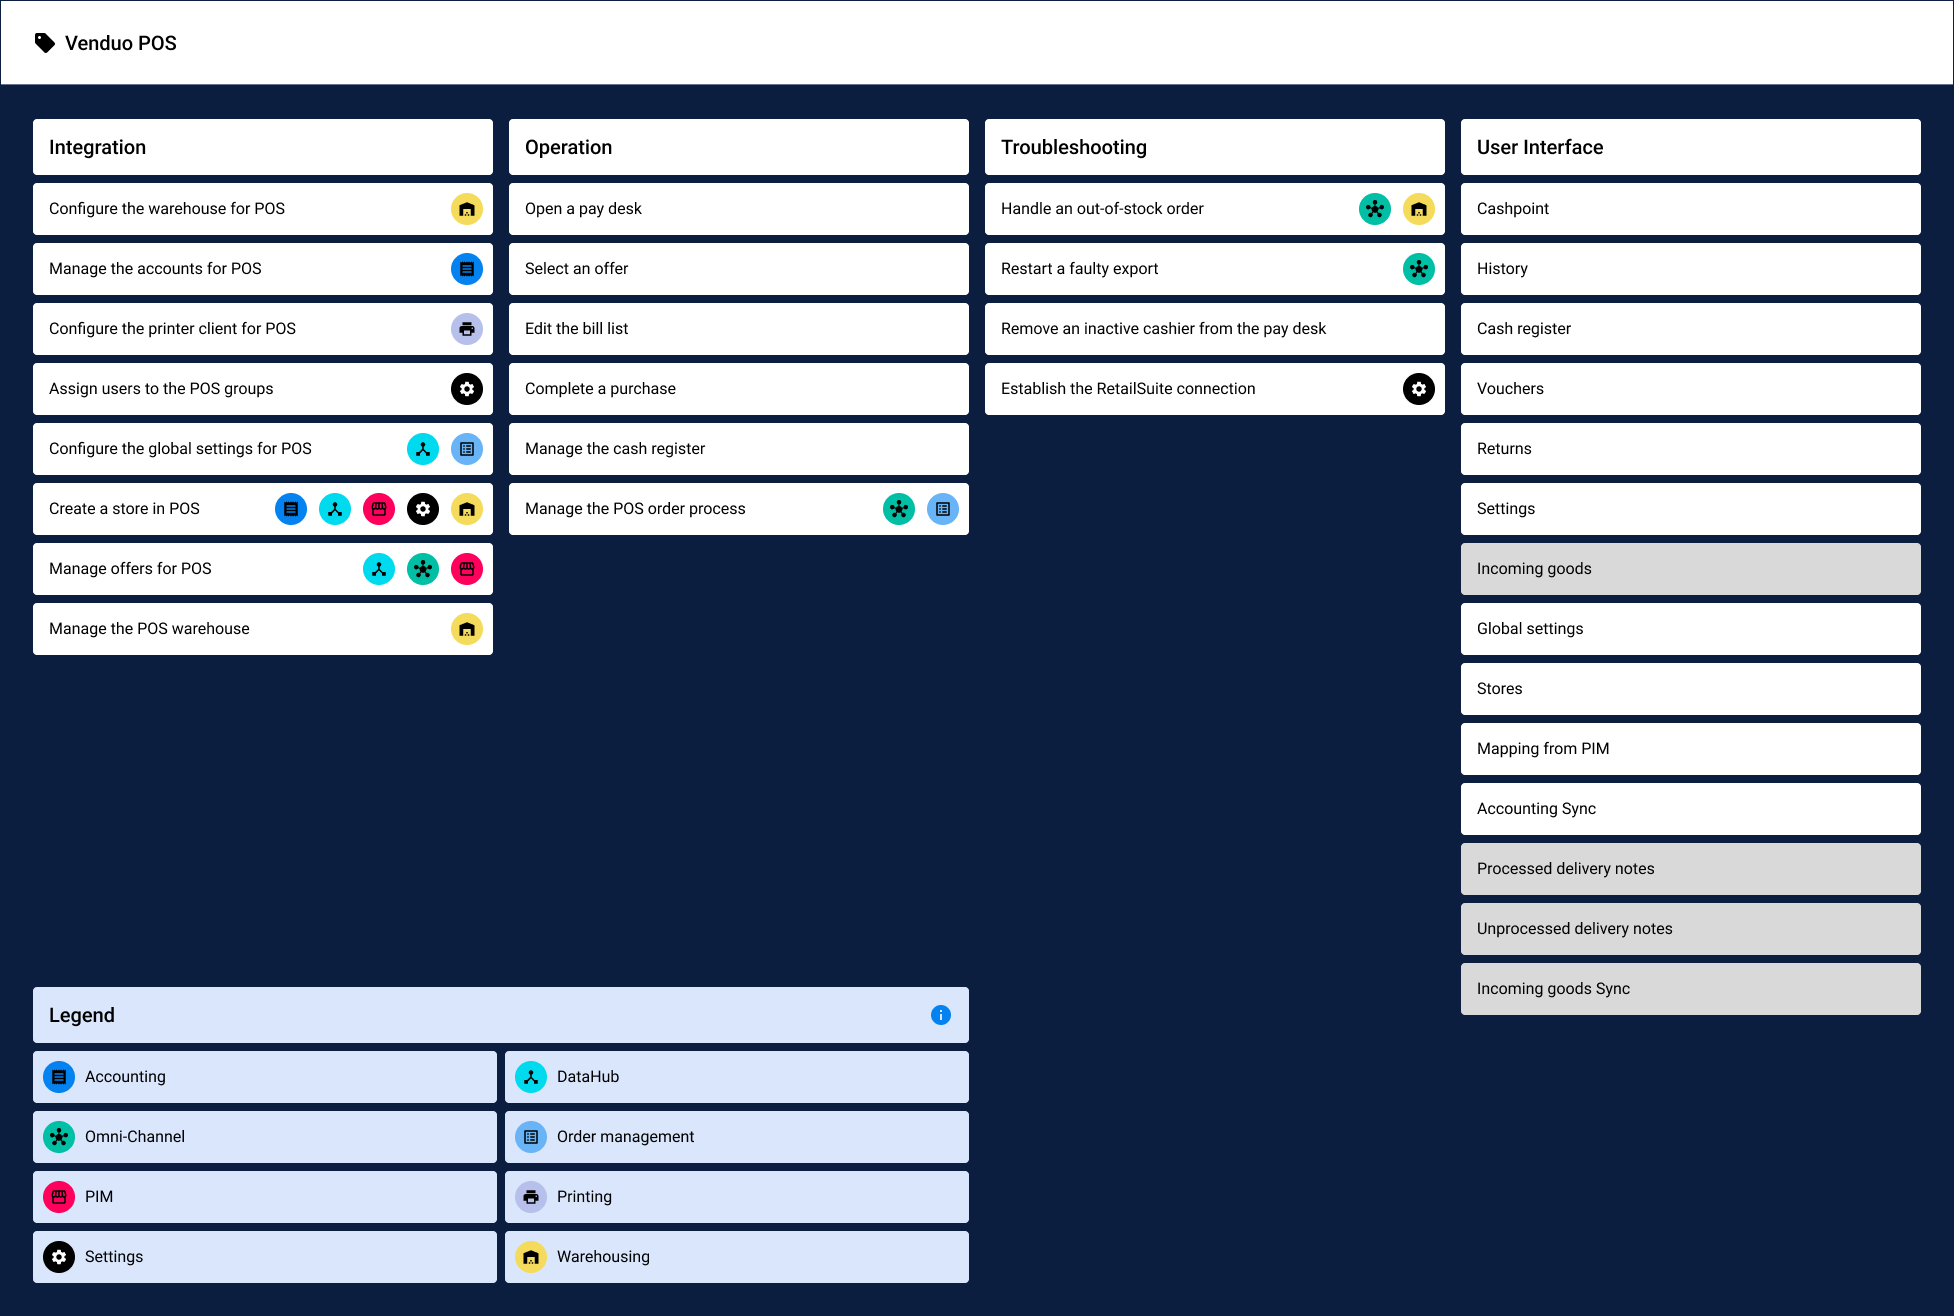 Venduo POS
Integration
Configure the warehouse for POS
Manage the accounts for POS
Configure the printer client for POS
Assign users to the POS groups
Configure the global settings for POS
Create a store in POS
Manage offers for POS
Manage the POS warehouse
Operation
Open a pay desk
Select an offer
Edit the bill list
Complete a purchase
Manage the cash register
Manage the POS order process
Troubleshooting
Handle an out-of-stock order
Restart a faulty export
Remove an inactive cashier from the pay desk
Establish the RetailSuite connection
User Interface
Cashpoint
History
Cash register
Vouchers
Returns
Settings
Incoming goods
Global settings
Stores
Mapping from PIM
Accounting Sync
Processed delivery notes
Unprocessed delivery notes
Incoming goods Sync
Legend
Accounting
DataHub
Omni-Channel
Order management
PIM
Printing
Settings
Warehousing